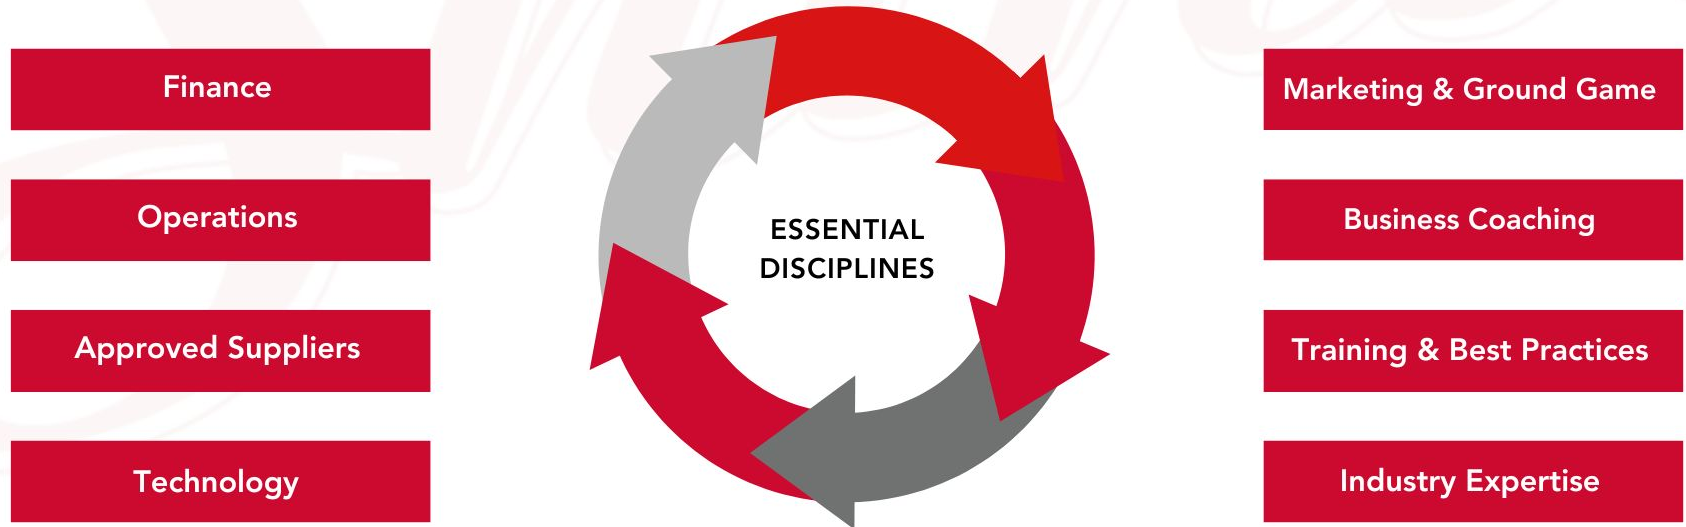 Finance
Operations
Approved Suppliers
Technology
ESSENTIAL
DISCIPLINES
Marketing & Ground Game
Business Coaching
Training & Best Practices
Industry Expertise